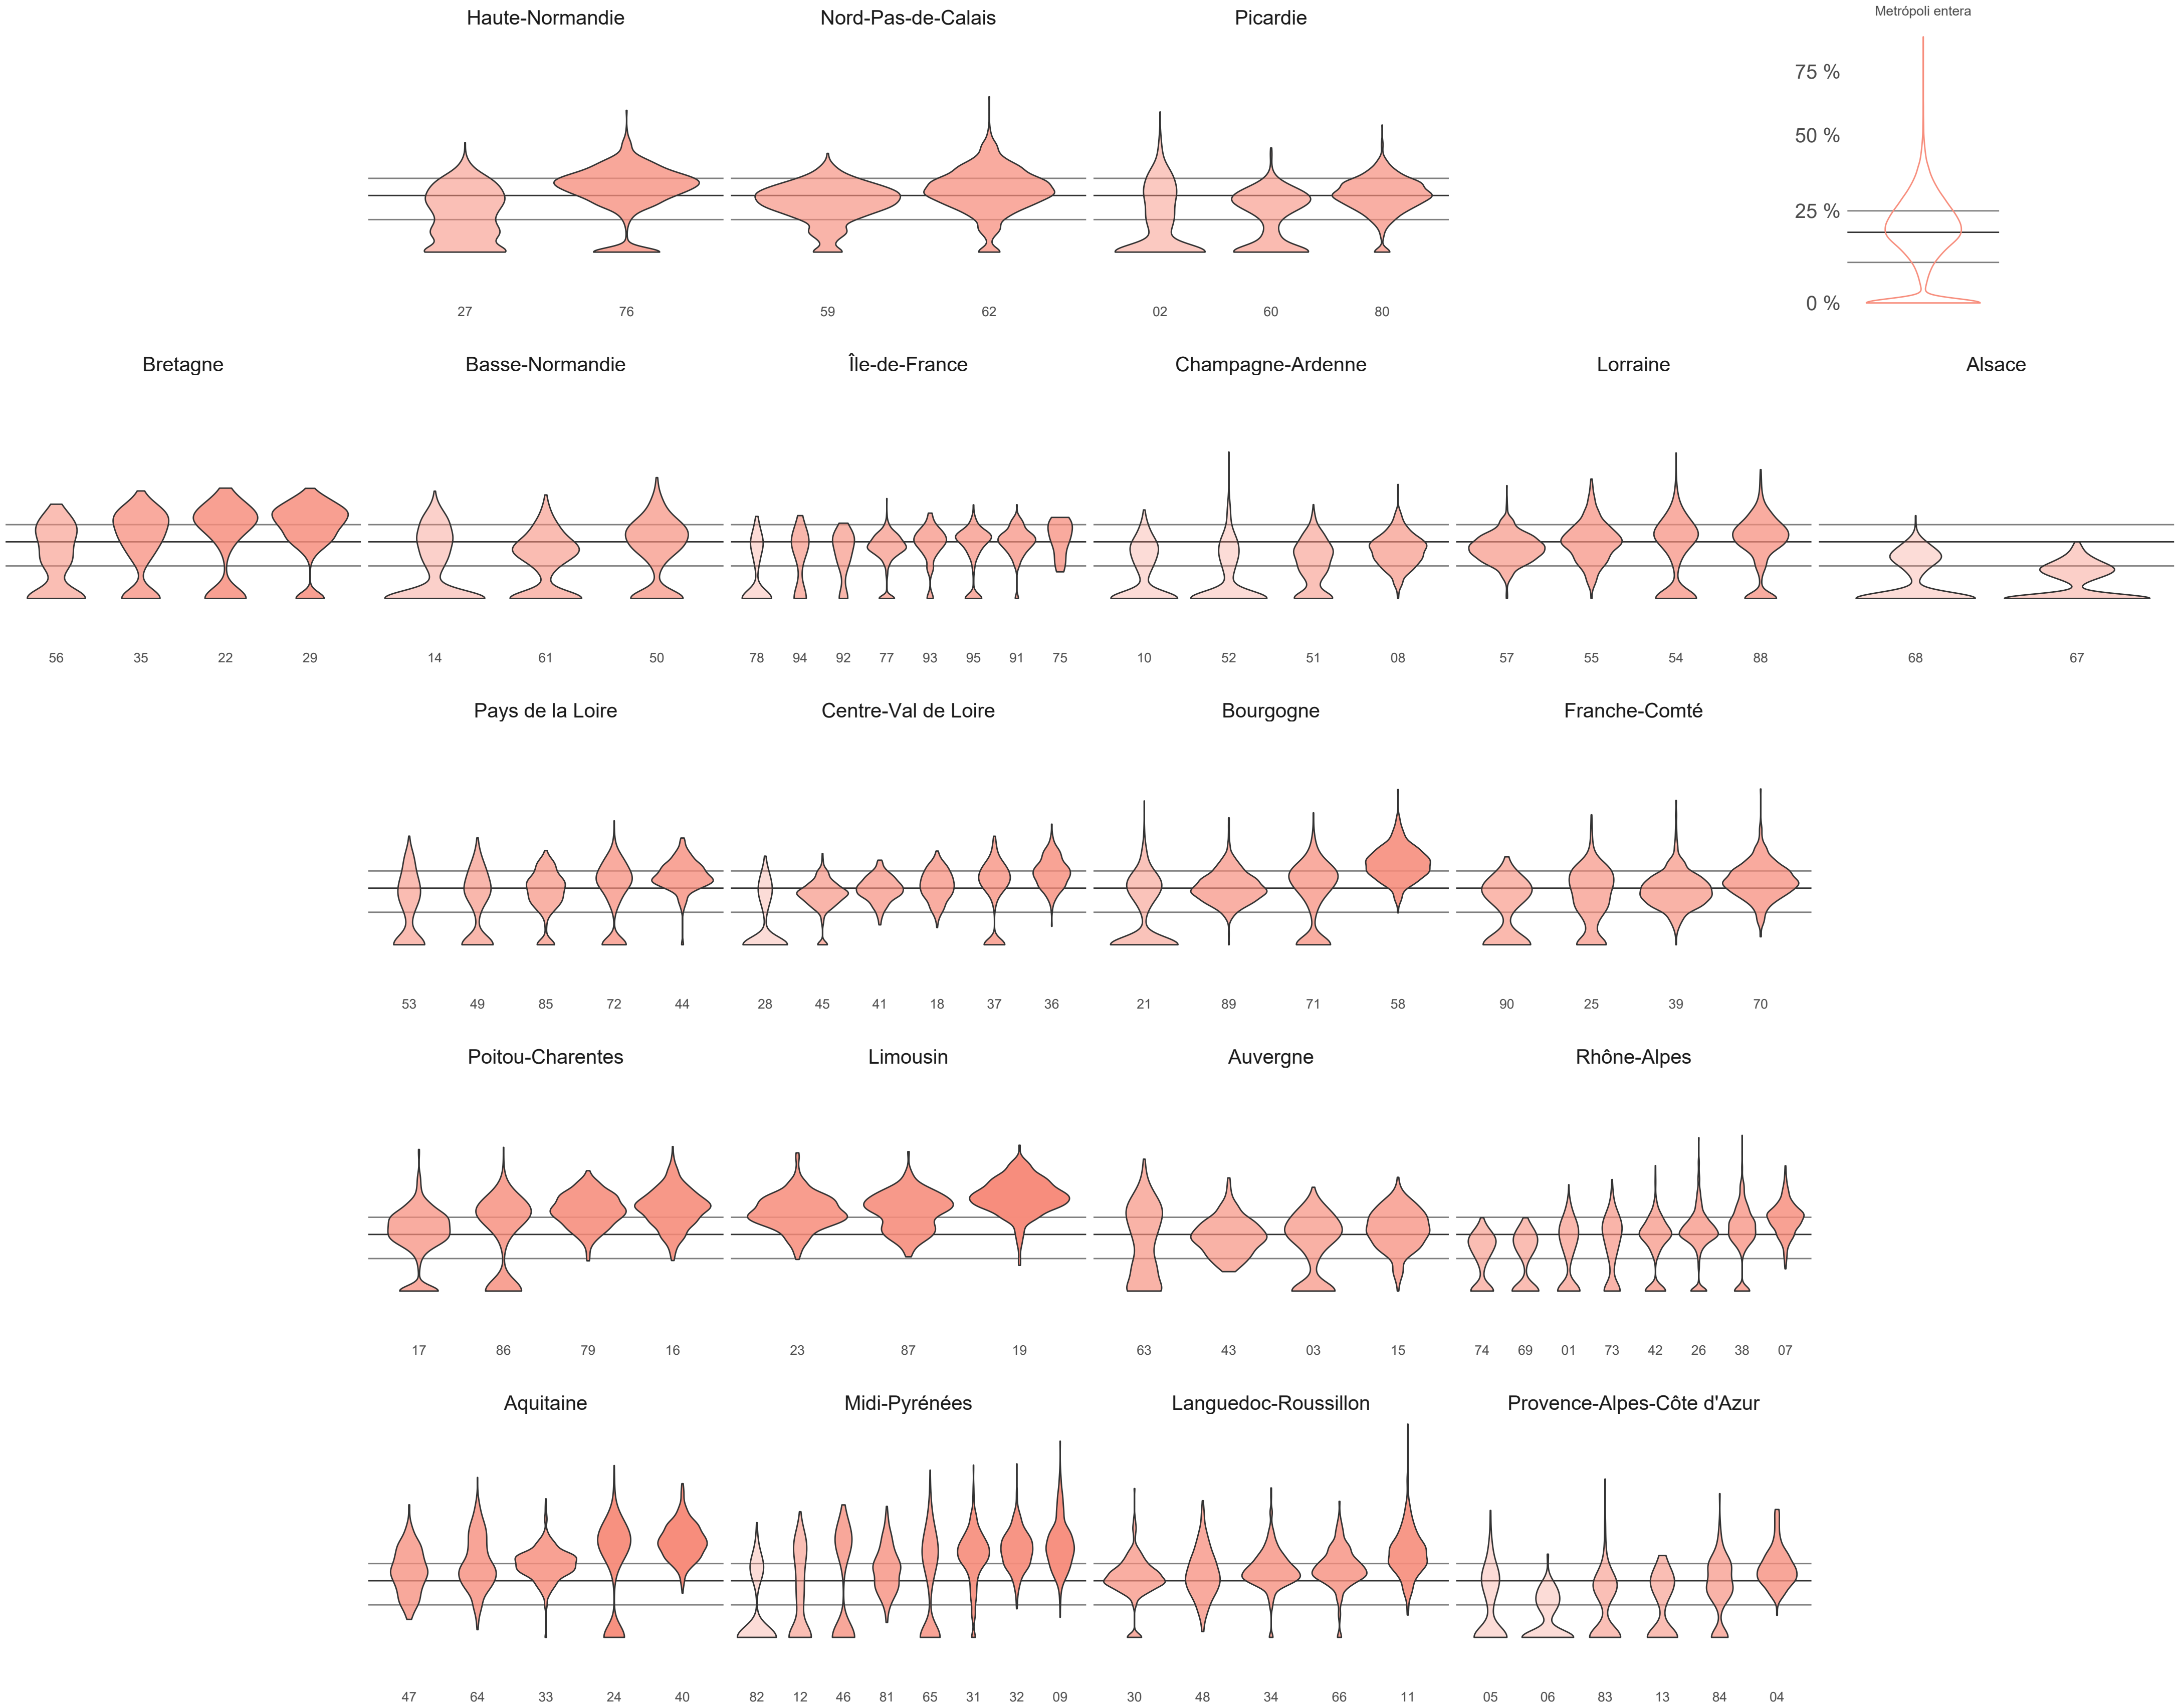 Haute-Normandie Nord-Pas-de-Calais Picardie Metrópoli entera
75 %
50 %
25 %
0 %
27 76 59 62 02 60 80
Bretagne Basse-Normandie Île-de-France Champagne-Ardenne Lorraine Alsace
56 35 22 29 14 61 50 78 94 92 77 93 95 91 75 10 52 51 08 57 55 54 88 68 67
Pays de la Loire Centre-Val de Loire Bourgogne Franche-Comté
53 49 85 72 44 28 45 41 18 37 36 21 89 71 58 90 25 39 70
Poitou-Charentes Limousin Auvergne Rhône-Alpes
17 86 79 16 23 87 19 63 43 03 15 74 69 01 73 42 26 38 07
Aquitaine Midi-Pyrénées Languedoc-Roussillon Provence-Alpes-Côte d'Azur
47 64 33 24 40 82 12 46 81 65 31 32 09 30 48 34 66 11 05 06 83 13 84 04